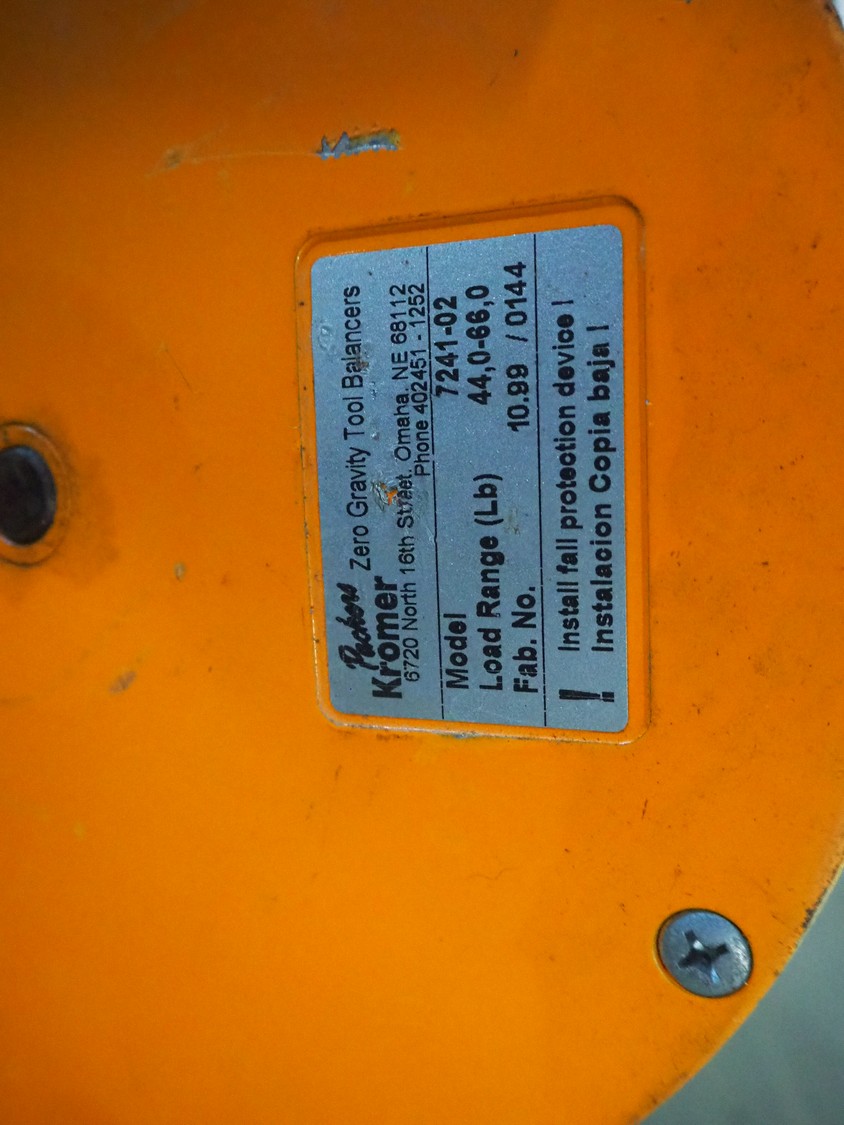 Packers
Kromer Zero Gravity Tool Balancers
6720 North 16th Street, Omaha, NE 68112
Phone 402451 - 1252
Model 7241-02
Load Range (Lb) 44,0-66,0
Fab. No. 10.99 / 0144
!! Install fall protection device !
Instalacion Copia baja !